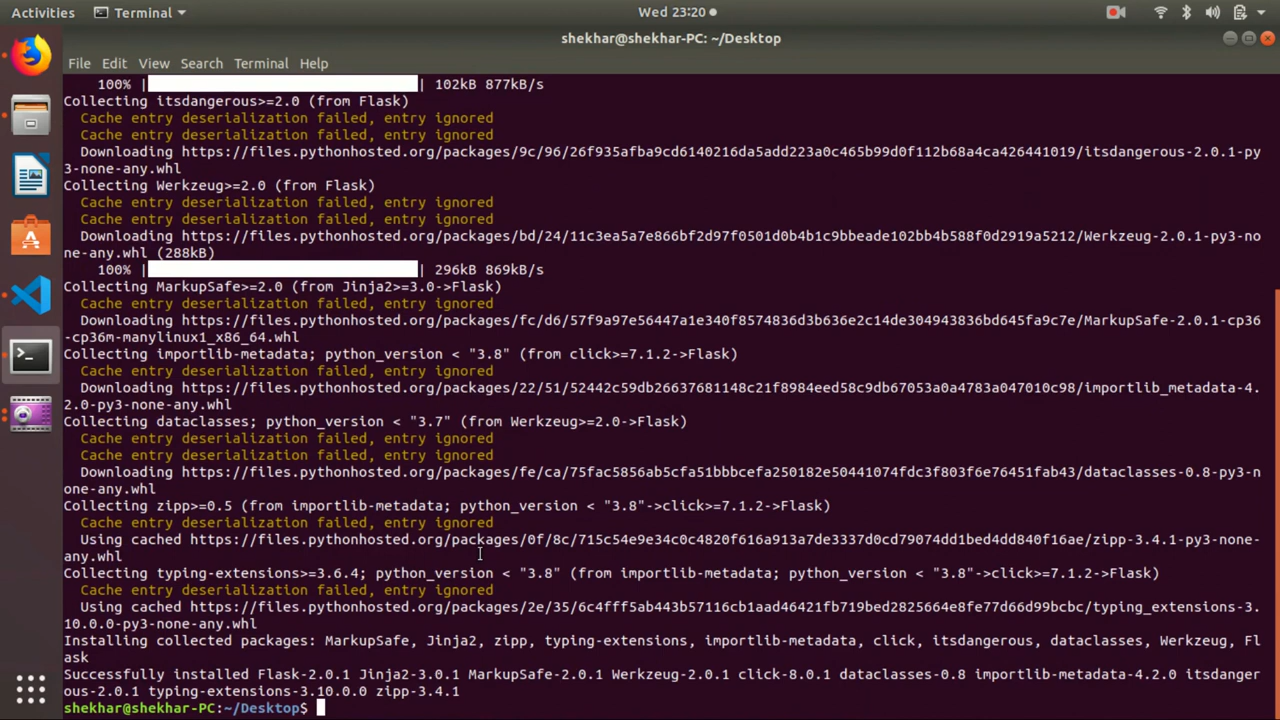 Activities Terminal Wed 23:20
shekhar@shekhar-PC: ~/Desktop
File Edit View Search Terminal Help
100% | | 102kB 877kB/s
Collecting itsdangerous>=2.0 (from Flask)
Cache entry deserialization failed, entry ignored
Cache entry deserialization failed, entry ignored
Downloading https://files.pythonhosted.org/packages/9c/96/26f935afba9cd6140216da5add223a0c465b99d0f112b68a4ca426441019/itsdangerous-2.0.1-py
3-none-any.whl
Collecting Werkzeug>=2.0 (from Flask)
Cache entry deserialization failed, entry ignored
Cache entry deserialization failed, entry ignored
Downloading https://files.pythonhosted.org/packages/bd/24/11c3ea5a7e866bf2d97f0501d0b4b1c9bbeade102bb4b588f0d2919a5212/Werkzeug-2.0.1-py3-no
ne-any.whl (288kB)
100% | | 296kB 869kB/s
Collecting MarkupSafe>=2.0 (from Jinja2>=3.0->Flask)
Cache entry deserialization failed, entry ignored
Downloading https://files.pythonhosted.org/packages/fc/d6/57f9a97e56447a1e340f8574836d3b636e2c14de304943836bd645fa9c7e/MarkupSafe-2.0.1-cp36
-cp36m-manylinux1_x86_64.whl
Collecting importlib-metadata; python_version < "3.8" (from click>=7.1.2->Flask)
Cache entry deserialization failed, entry ignored
Downloading https://files.pythonhosted.org/packages/22/51/52442c59db26637681148c21f8984eed58c9db67053a0a4783a047010c98/importlib_metadata-4.
2.0-py3-none-any.whl
Collecting dataclasses; python_version < "3.7" (from Werkzeug>=2.0->Flask)
Cache entry deserialization failed, entry ignored
Cache entry deserialization failed, entry ignored
Downloading https://files.pythonhosted.org/packages/fe/ca/75fac5856ab5cfa51bbbcefa250182e50441074fdc3f803f6e76451fab43/dataclasses-0.8-py3-n
one-any.whl
Collecting zipp>=0.5 (from importlib-metadata; python_version < "3.8"->click>=7.1.2->Flask)
Cache entry deserialization failed, entry ignored
Using cached https://files.pythonhosted.org/packages/0f/8c/715c54e9e34c0c4820f616a913a7de3337d0cd79074dd1bed4dd840f16ae/zipp-3.4.1-py3-none-
any.whl
Collecting typing-extensions>=3.6.4; python_version < "3.8" (from importlib-metadata; python_version < "3.8"->click>=7.1.2->Flask)
Cache entry deserialization failed, entry ignored
Using cached https://files.pythonhosted.org/packages/2e/35/6c4fff5ab443b57116cb1aad46421fb719bed2825664e8fe77d66d99bcbc/typing_extensions-3.
10.0.0-py3-none-any.whl
Installing collected packages: MarkupSafe, Jinja2, zipp, typing-extensions, importlib-metadata, click, itsdangerous, dataclasses, Werkzeug, Fl
ask
Successfully installed Flask-2.0.1 Jinja2-3.0.1 MarkupSafe-2.0.1 Werkzeug-2.0.1 click-8.0.1 dataclasses-0.8 importlib-metadata-4.2.0 itsdanger
ous-2.0.1 typing-extensions-3.10.0.0 zipp-3.4.1
shekhar@shekhar-PC:~/Desktop$